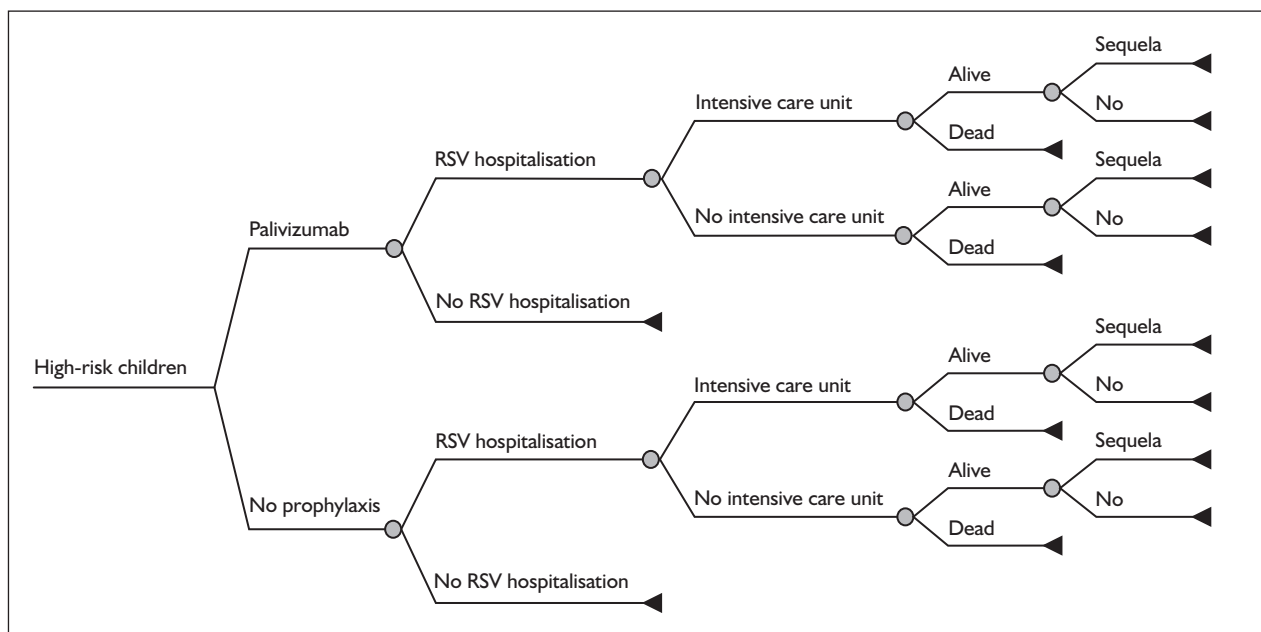 Sequela
Alive
No
Intensive care unit
Dead
RSV hospitalisation
Sequela
Alive
No intensive care unit
No
Palivizumab
Dead
No RSV hospitalisation
High-risk children
Sequela
Alive
Intensive care unit
No
Dead
RSV hospitalisation
Sequela
Alive
No intensive care unit
No
No prophylaxis
Dead
No RSV hospitalisation